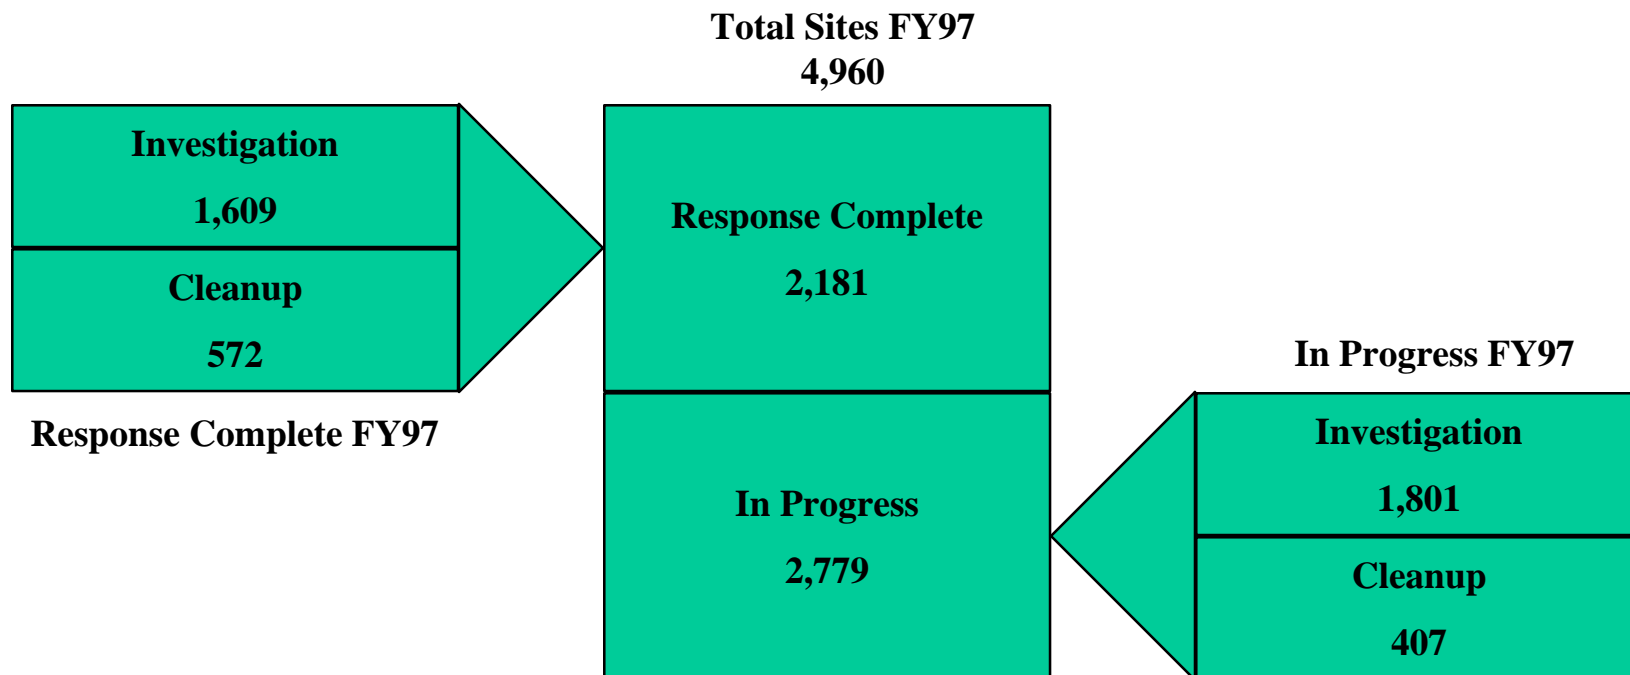 Total Sites FY97
4,960
Investigation
1,609
Cleanup
572
Response Complete FY97
Response Complete
2,181
In Progress
2,779
In Progress FY97
Investigation
1,801
Cleanup
407